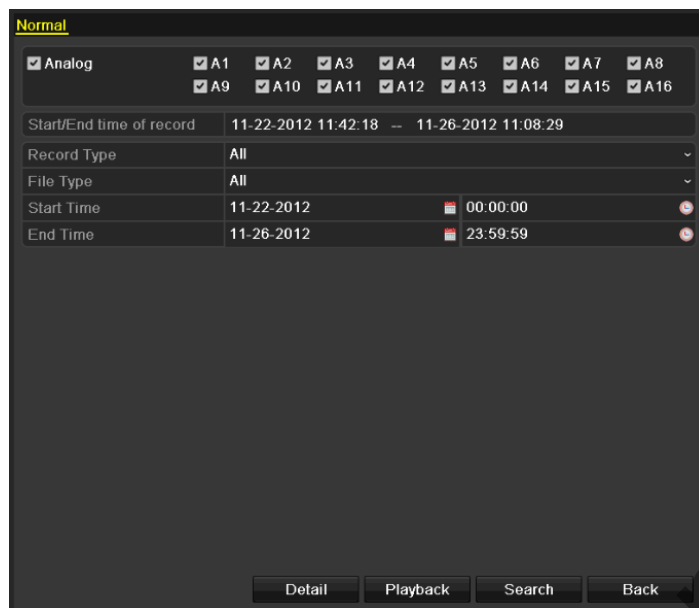 Normal
Analog A1 A2 A3 A4 A5 A6 A7 A8
A9 A10 A11 A12 A13 A14 A15 A16
Start/End time of record 11-22-2012 11:42:18 -- 11-26-2012 11:08:29
Record Type All
File Type All
Start Time 11-22-2012 00:00:00
End Time 11-26-2012 23:59:59
Detail Playback Search Back